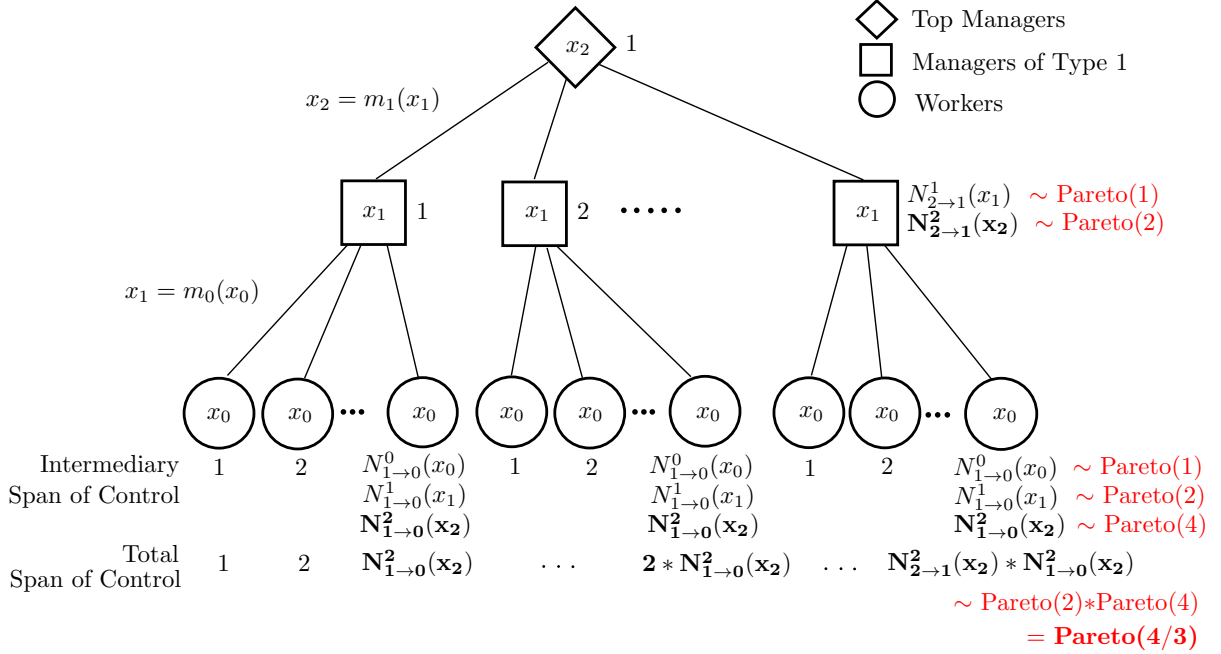 x₂ 1
Top Managers
Managers of Type 1
Workers
x₂ = m₁(x₁)
x₁ 1
x₁ 2 .....
x₁
N¹₂→₁(x₁) ∼ Pareto(1)
N²₂→₁(x₂) ∼ Pareto(2)
x₁ = m₀(x₀)
x₀ x₀ ... x₀ x₀ x₀ ... x₀ x₀ x₀ ... x₀
Intermediary 1 2 N⁰₁→₀(x₀) 1 2 N⁰₁→₀(x₀) 1 2 N⁰₁→₀(x₀) ∼ Pareto(1)
Span of Control N¹₁→₀(x₁) N¹₁→₀(x₁) N¹₁→₀(x₁) ∼ Pareto(2)
N²₁→₀(x₂) N²₁→₀(x₂) N²₁→₀(x₂) ∼ Pareto(4)
Total
Span of Control 1 2 N²₁→₀(x₂) ... 2 ∗ N²₁→₀(x₂) ... N²₂→₁(x₂) ∗ N²₁→₀(x₂)
∼ Pareto(2)∗Pareto(4)
= Pareto(4/3)